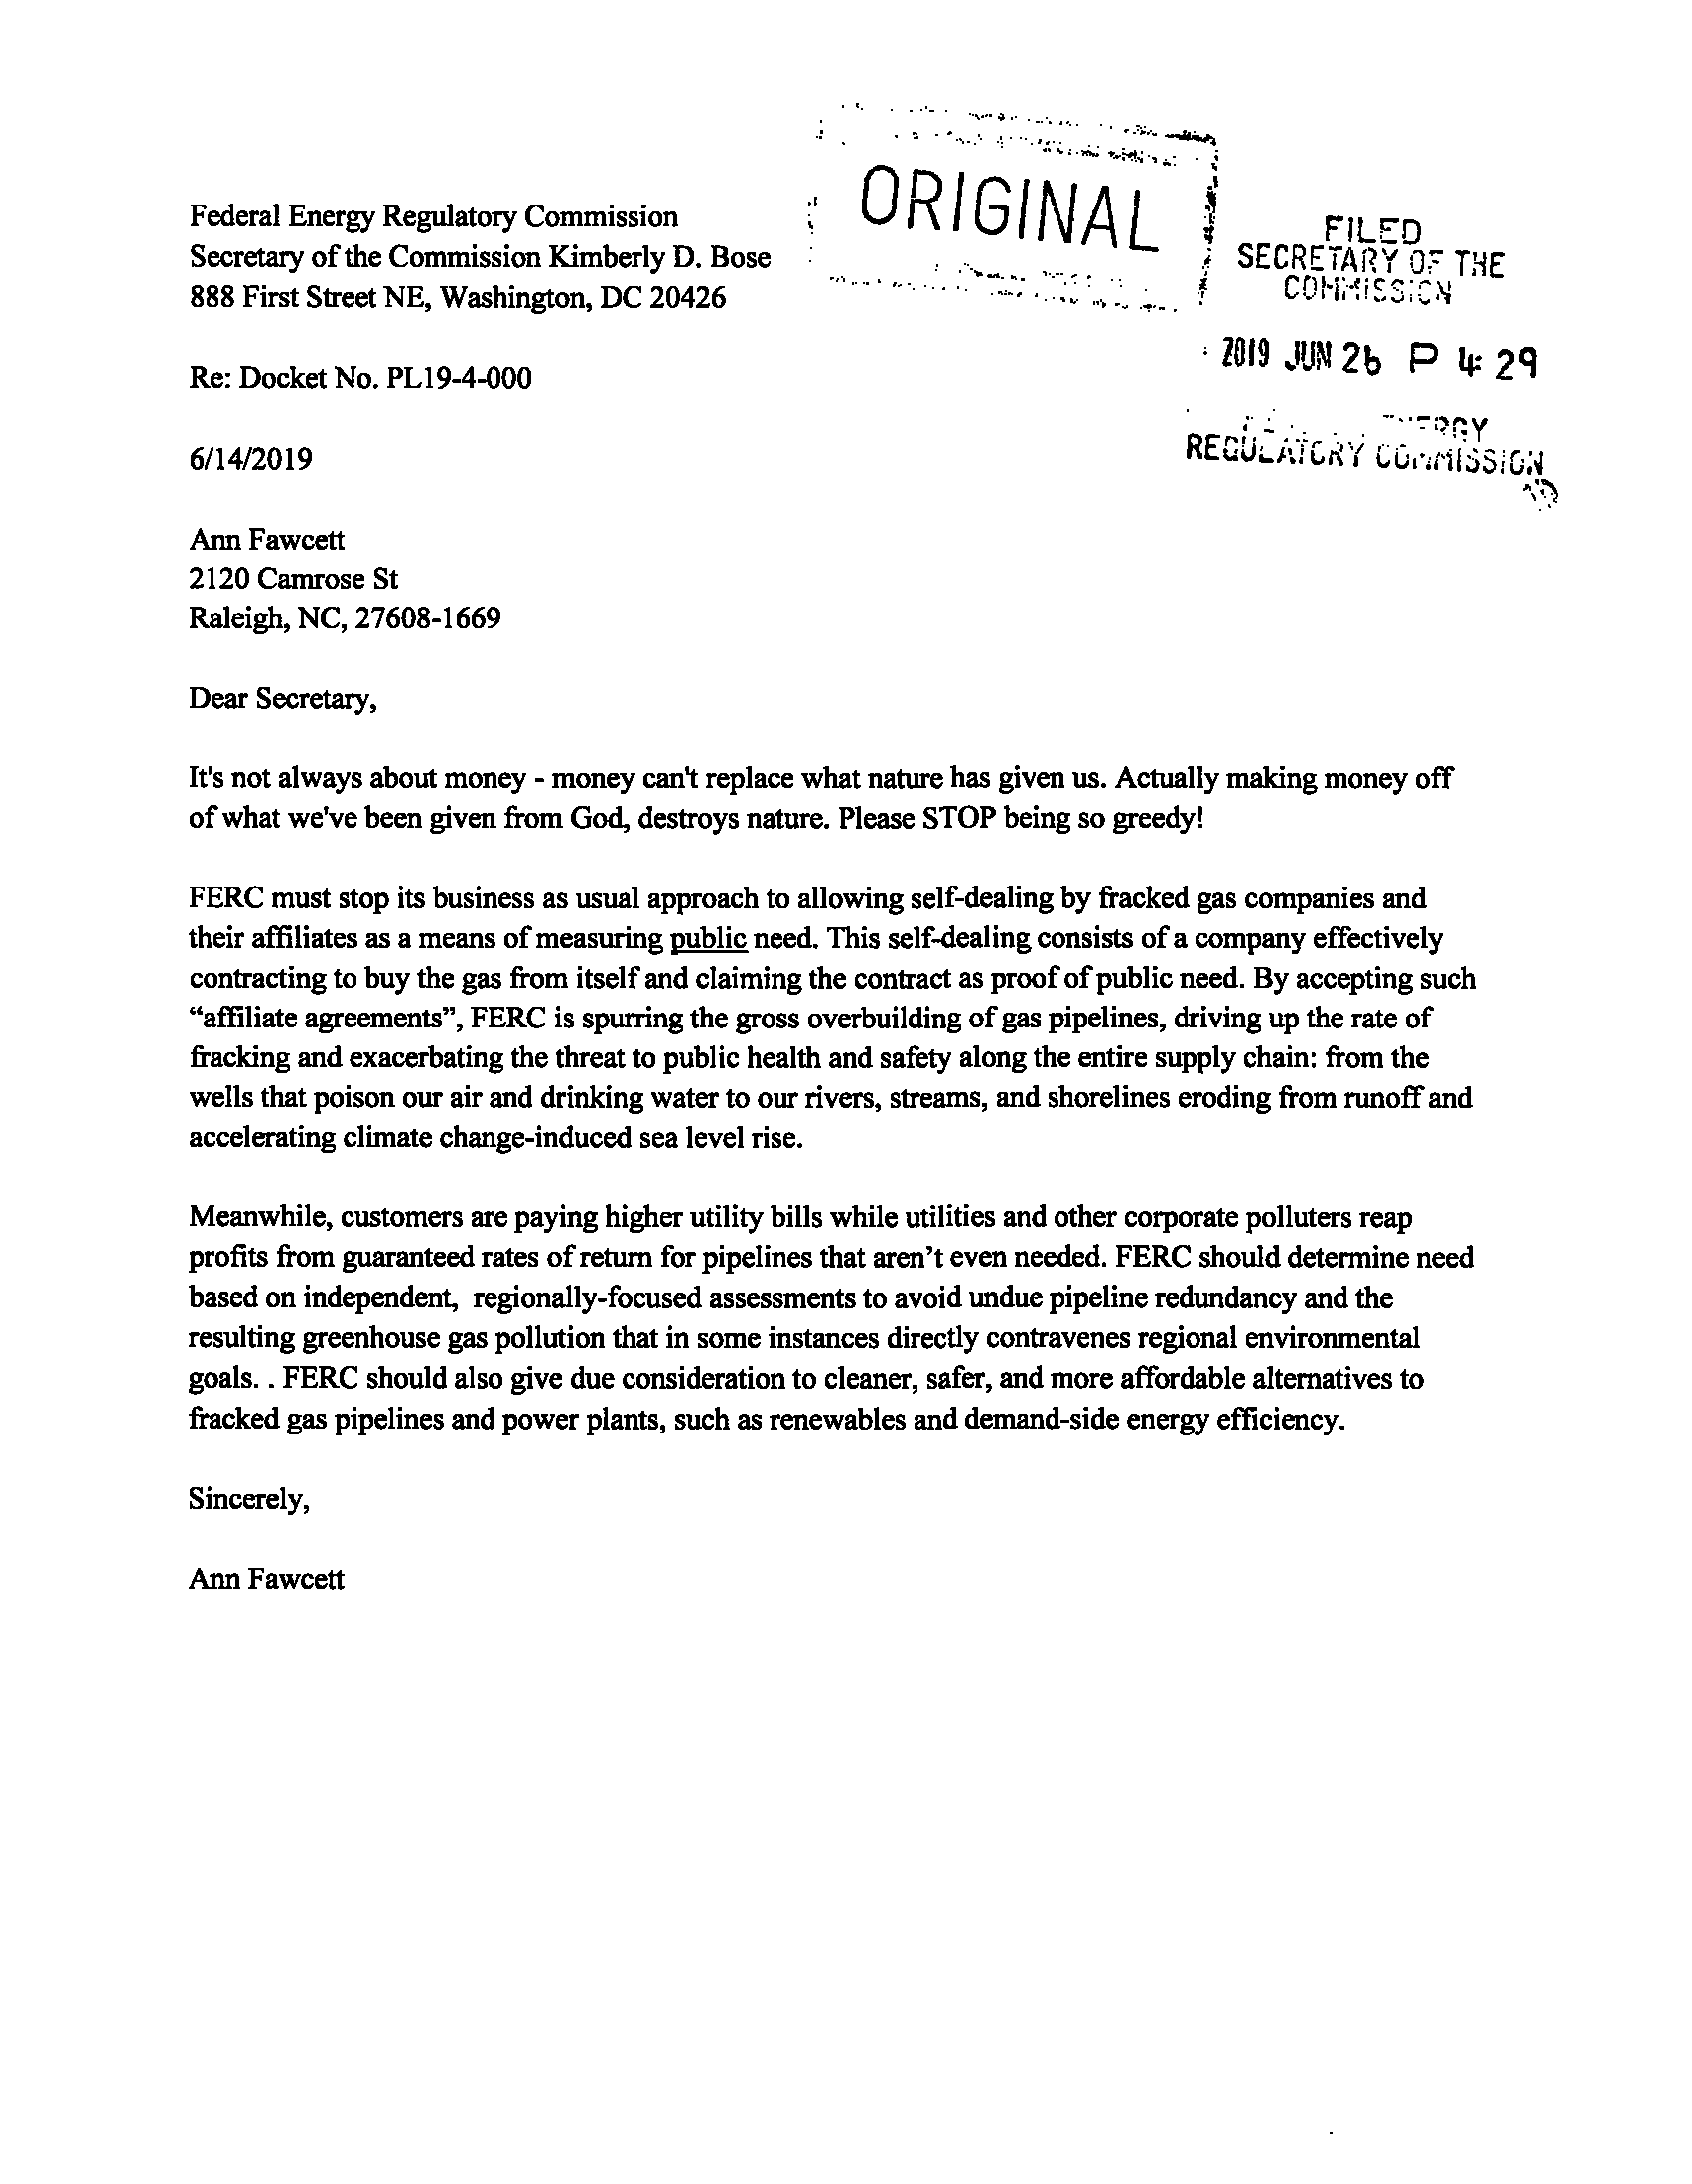 ORIGINAL
FILED
SECRETARY OF THE
COMMISSION
2019 JUN 26 P 4: 29
REGULATORY COMMISSION
Federal Energy Regulatory Commission
Secretary of the Commission Kimberly D. Bose
888 First Street NE, Washington, DC 20426
Re: Docket No. PL19-4-000
6/14/2019
Ann Fawcett
2120 Camrose St
Raleigh, NC, 27608-1669
Dear Secretary,
It's not always about money - money can't replace what nature has given us. Actually making money off
of what we've been given from God, destroys nature. Please STOP being so greedy!
FERC must stop its business as usual approach to allowing self-dealing by fracked gas companies and
their affiliates as a means of measuring public need. This self-dealing consists of a company effectively
contracting to buy the gas from itself and claiming the contract as proof of public need. By accepting such
“affiliate agreements”, FERC is spurring the gross overbuilding of gas pipelines, driving up the rate of
fracking and exacerbating the threat to public health and safety along the entire supply chain: from the
wells that poison our air and drinking water to our rivers, streams, and shorelines eroding from runoff and
accelerating climate change-induced sea level rise.
Meanwhile, customers are paying higher utility bills while utilities and other corporate polluters reap
profits from guaranteed rates of return for pipelines that aren’t even needed. FERC should determine need
based on independent,  regionally-focused assessments to avoid undue pipeline redundancy and the
resulting greenhouse gas pollution that in some instances directly contravenes regional environmental
goals. . FERC should also give due consideration to cleaner, safer, and more affordable alternatives to
fracked gas pipelines and power plants, such as renewables and demand-side energy efficiency.
Sincerely,
Ann Fawcett